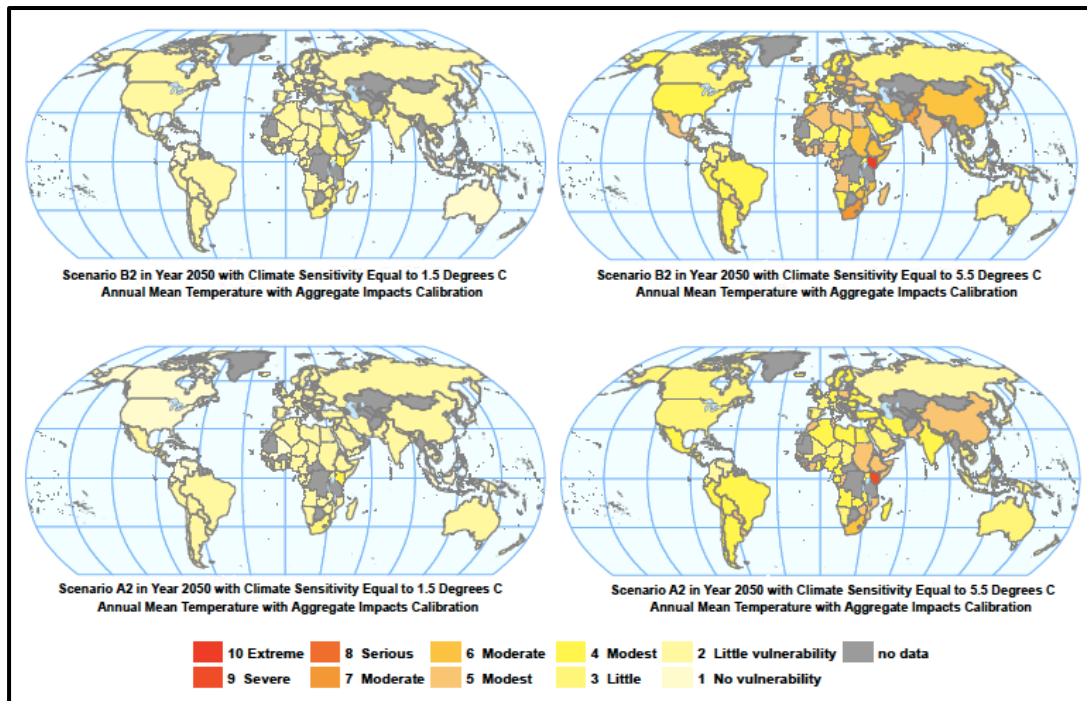 Scenario B2 in Year 2050 with Climate Sensitivity Equal to 1.5 Degrees C
Annual Mean Temperature with Aggregate Impacts Calibration
Scenario B2 in Year 2050 with Climate Sensitivity Equal to 5.5 Degrees C
Annual Mean Temperature with Aggregate Impacts Calibration
Scenario A2 in Year 2050 with Climate Sensitivity Equal to 1.5 Degrees C
Annual Mean Temperature with Aggregate Impacts Calibration
Scenario A2 in Year 2050 with Climate Sensitivity Equal to 5.5 Degrees C
Annual Mean Temperature with Aggregate Impacts Calibration
10 Extreme 8 Serious 6 Moderate 4 Modest 2 Little vulnerability no data
9 Severe 7 Moderate 5 Modest 3 Little 1 No vulnerability